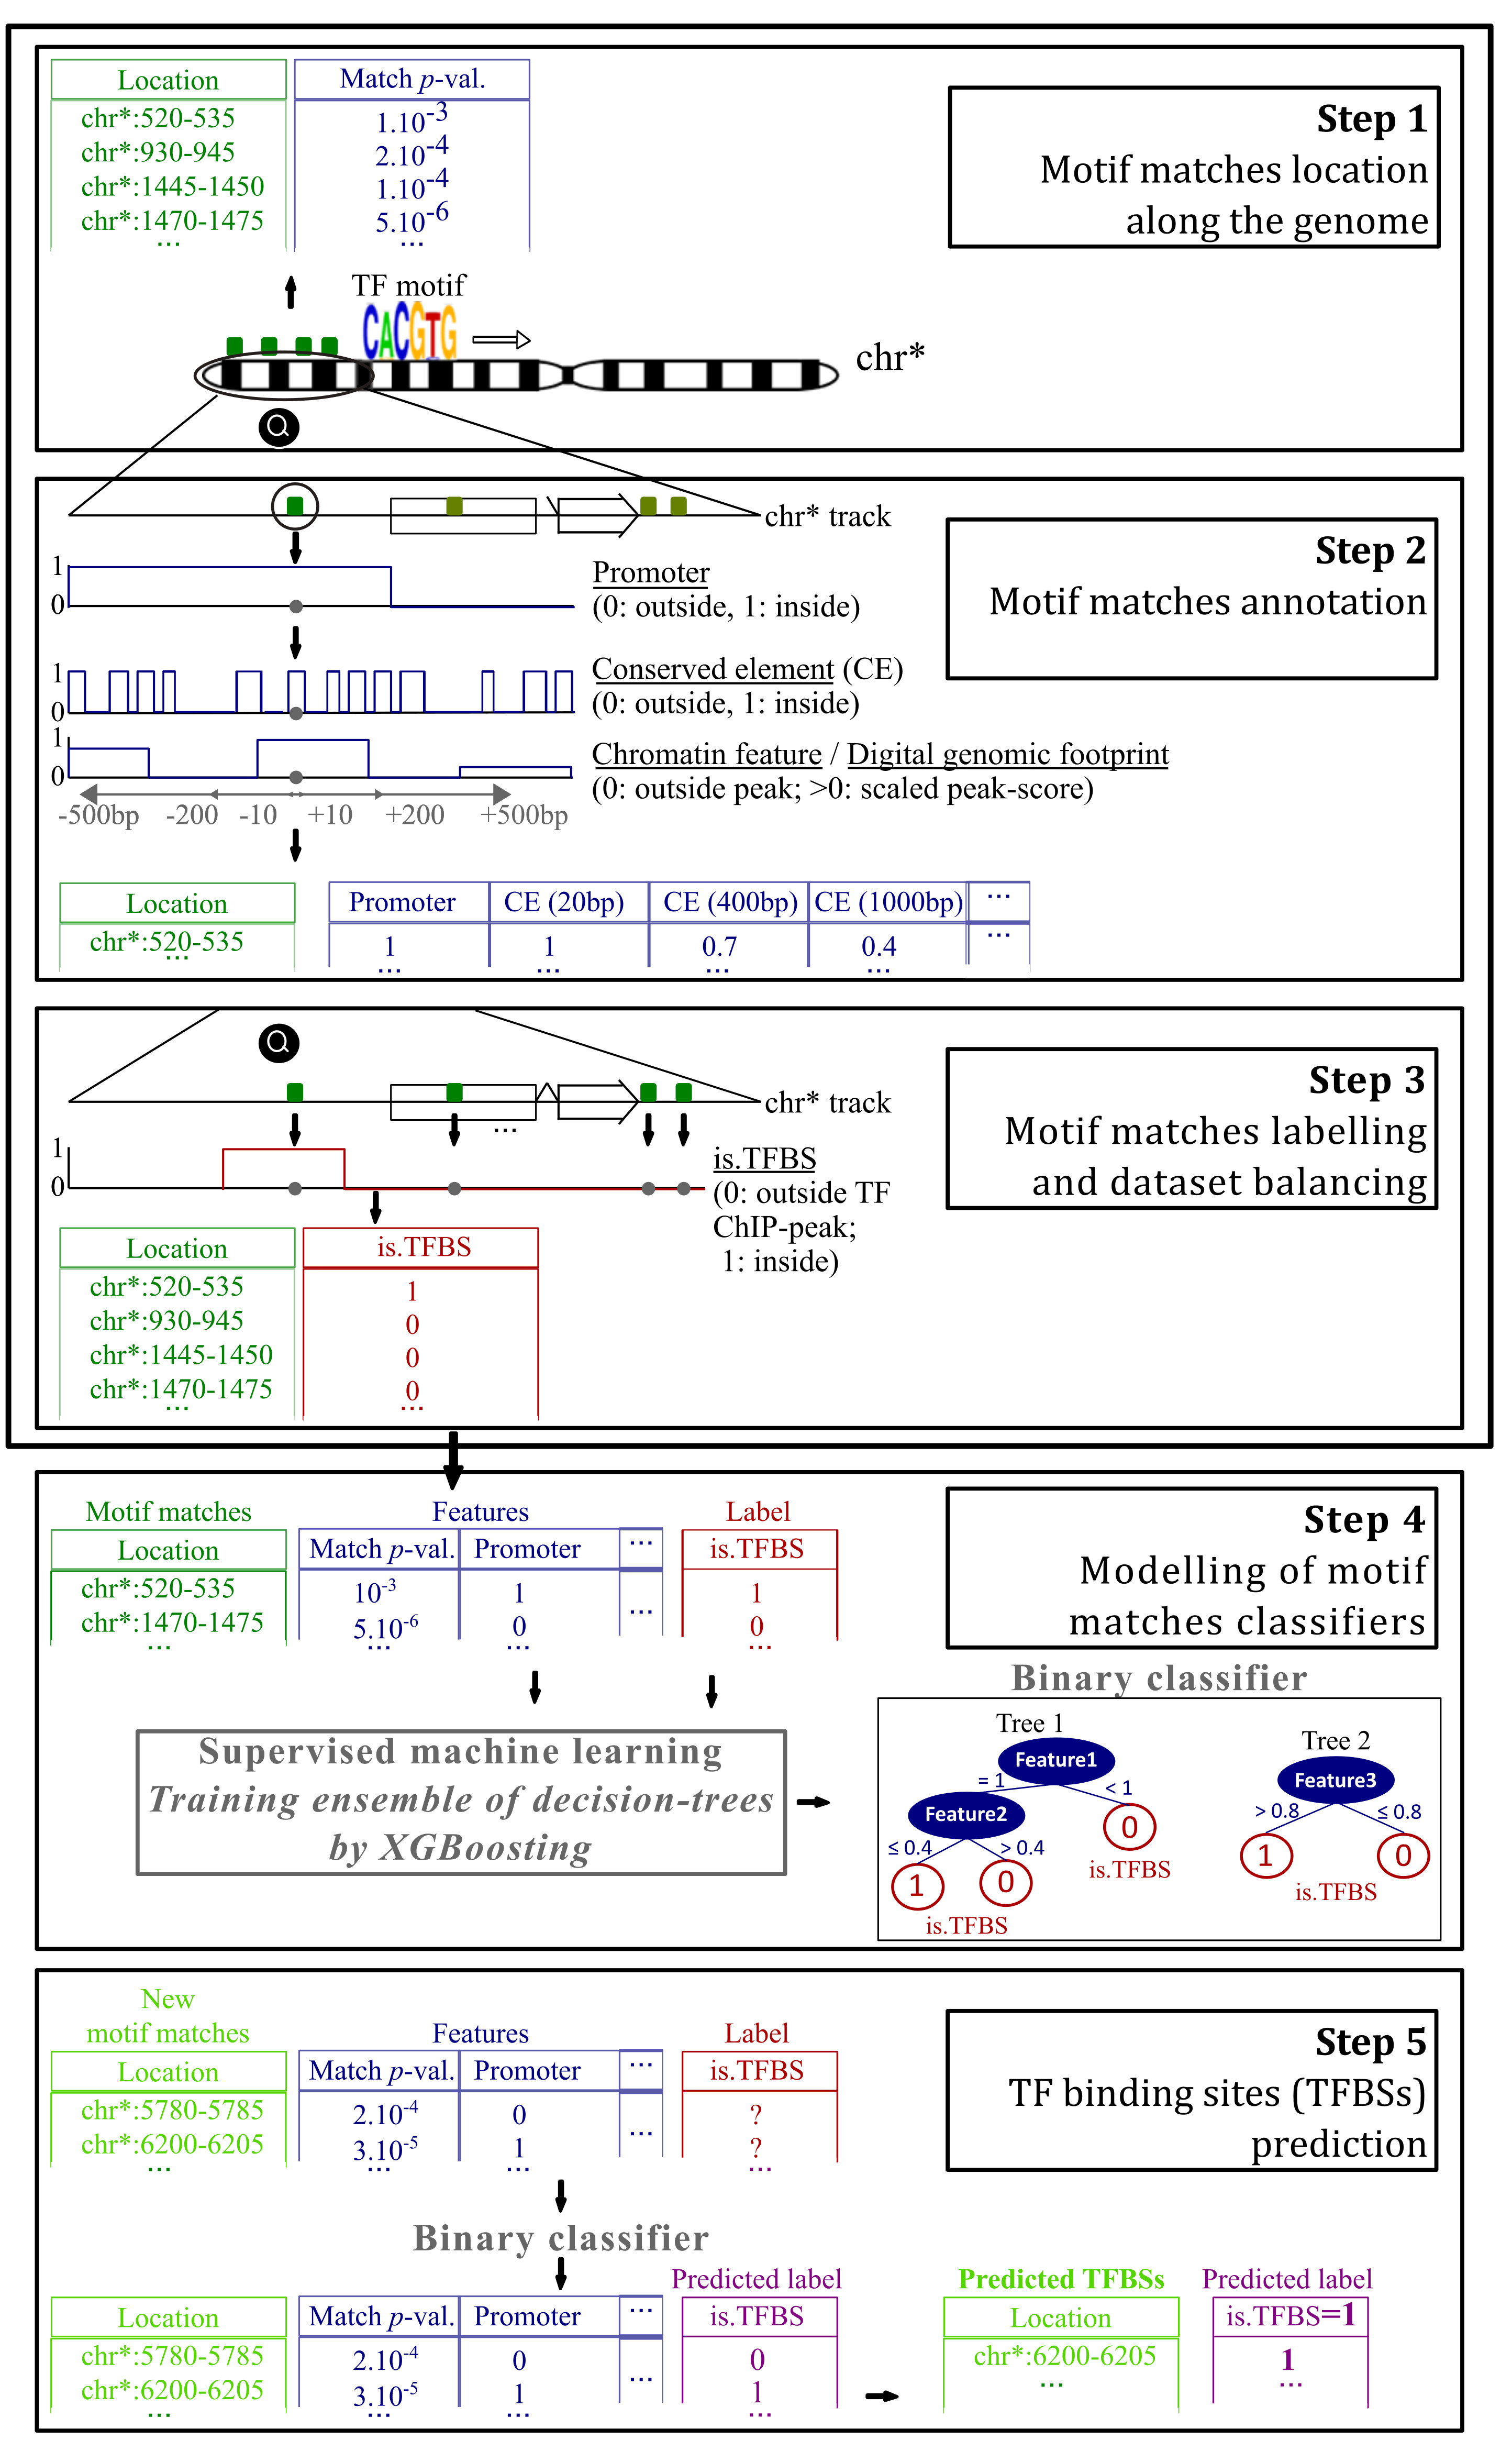 Location Match p-val.
chr*:520-535 1.10-3
chr*:930-945 2.10-4
chr*:1445-1450 1.10-4
chr*:1470-1475 5.10-6
... ...
Step 1
Motif matches location
along the genome
TF motif
CACGTG
chr*
chr* track
Step 2
Motif matches annotation
1
0
Promoter
(0: outside, 1: inside)
1
0
Conserved element (CE)
(0: outside, 1: inside)
1
0
Chromatin feature / Digital genomic footprint
(0: outside peak; >0: scaled peak-score)
-500bp -200 -10 +10 +200 +500bp
Location Promoter CE (20bp) CE (400bp) CE (1000bp) ...
chr*:520-535 1 1 0.7 0.4 ...
... ... ... ... ...
Step 3
Motif matches labelling
and dataset balancing
chr* track
...
1
0
is.TFBS
(0: outside TF
ChIP-peak;
1: inside)
Location is.TFBS
chr*:520-535 1
chr*:930-945 0
chr*:1445-1450 0
chr*:1470-1475 0
... ...
Step 4
Modelling of motif
matches classifiers
Motif matches Features Label
Location Match p-val. Promoter ... is.TFBS
chr*:520-535 10-3 1 ... 1
chr*:1470-1475 5.10-6 0 0
... ... ... ...
Supervised machine learning
Training ensemble of decision-trees
by XGBoosting
Binary classifier
Tree 1
Feature1
= 1 < 1
Feature2
0
is.TFBS
≤ 0.4 > 0.4
1 0
is.TFBS
Tree 2
Feature3
> 0.8 ≤ 0.8
1 0
is.TFBS
Step 5
TF binding sites (TFBSs)
prediction
New
motif matches Features Label
Location Match p-val. Promoter ... is.TFBS
chr*:5780-5785 2.10-4 0 ... ?
chr*:6200-6205 3.10-5 1 ?
... ... ... ...
Binary classifier
Predicted label
Location Match p-val. Promoter ... is.TFBS
chr*:5780-5785 2.10-4 0 ... 0
chr*:6200-6205 3.10-5 1 1
... ... ... ...
Predicted TFBSs Predicted label
Location is.TFBS=1
chr*:6200-6205 1
... ...